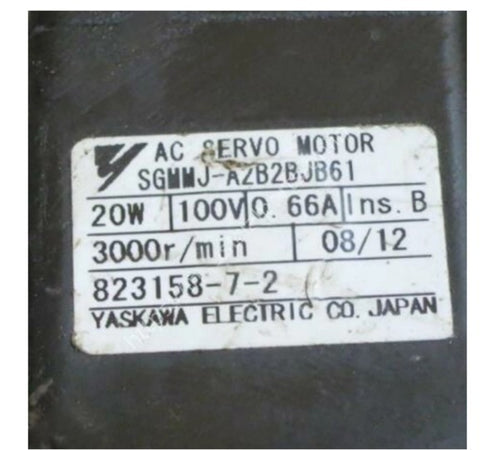 AC SERVO MOTOR
SGMMJ-A2B2BJB61
20W 100V 0.66A Ins.B
3000r/min 08/12
823158-7-2
YASKAWA ELECTRIC CO. JAPAN